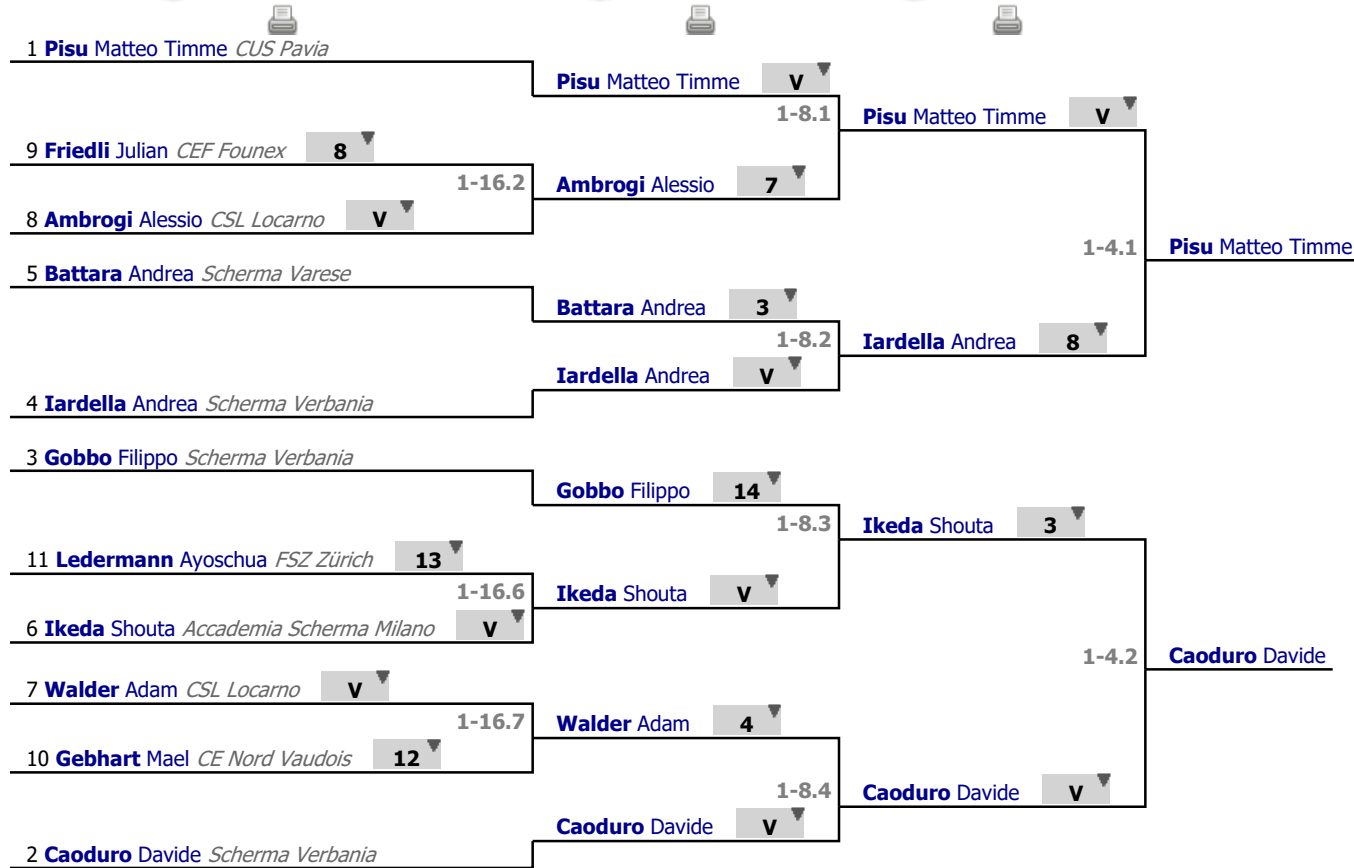 1 Pisu Matteo Timme CUS Pavia
Pisu Matteo Timme V
1-8.1
Pisu Matteo Timme V
9 Friedli Julian CEF Founex 8
1-16.2
Ambrogi Alessio 7
8 Ambrogi Alessio CSL Locarno V
1-4.1
Pisu Matteo Timme
5 Battara Andrea Scherma Varese
Battara Andrea 3
1-8.2
Iardella Andrea 8
Iardella Andrea V
4 Iardella Andrea Scherma Verbania
3 Gobbo Filippo Scherma Verbania
Gobbo Filippo 14
1-8.3
Ikeda Shouta 3
11 Ledermann Ayoschua FSZ Zürich 13
1-16.6
Ikeda Shouta V
6 Ikeda Shouta Accademia Scherma Milano V
1-4.2
Caoduro Davide
7 Walder Adam CSL Locarno V
1-16.7
Walder Adam 4
10 Gebhart Mael CE Nord Vaudois 12
1-8.4
Caoduro Davide V
Caoduro Davide V
2 Caoduro Davide Scherma Verbania